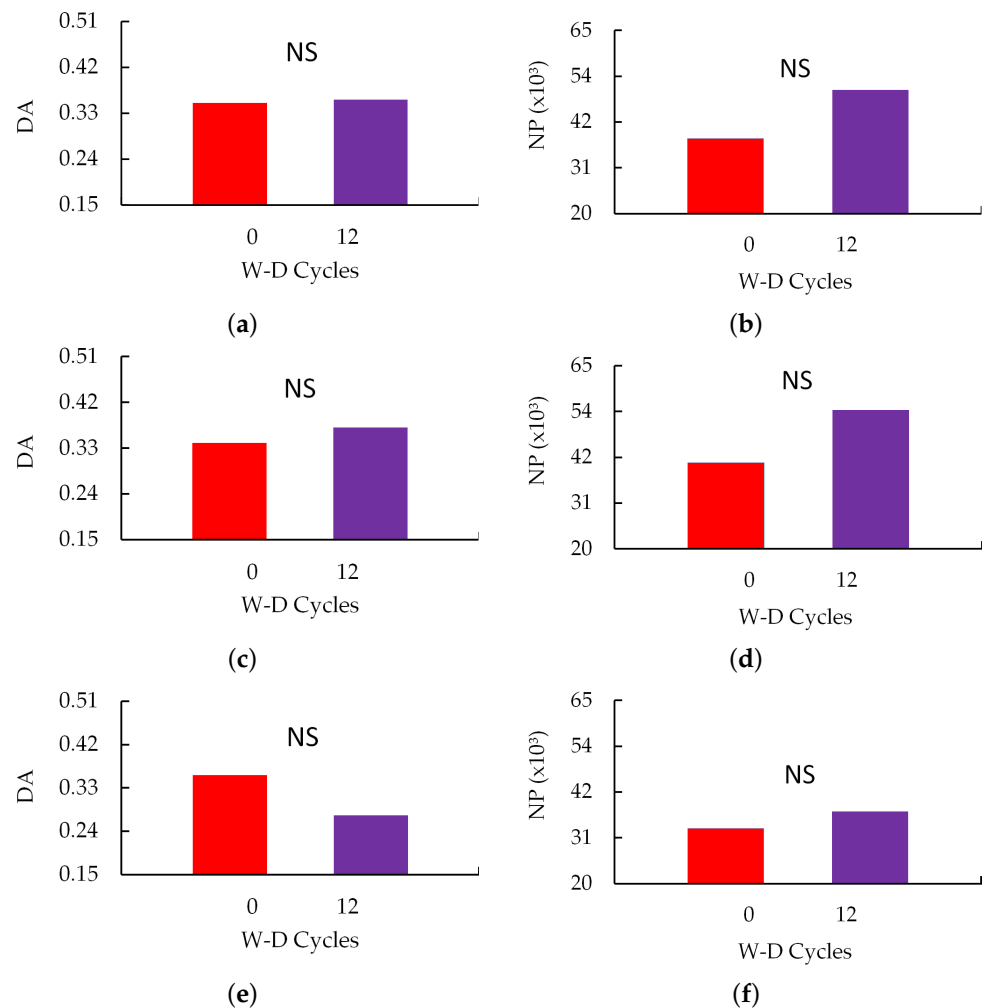 0.51
0.42
0.33
0.24
0.15
DA
NS
0 12
W-D Cycles
(a)
65
54
42
31
20
NP (x10³)
NS
0 12
W-D Cycles
(b)
0.51
0.42
0.33
0.24
0.15
DA
NS
0 12
W-D Cycles
(c)
65
54
42
31
20
NP (x10³)
NS
0 12
W-D Cycles
(d)
0.51
0.42
0.33
0.24
0.15
DA
NS
0 12
W-D Cycles
(e)
65
54
42
31
20
NP (x10³)
NS
0 12
W-D Cycles
(f)